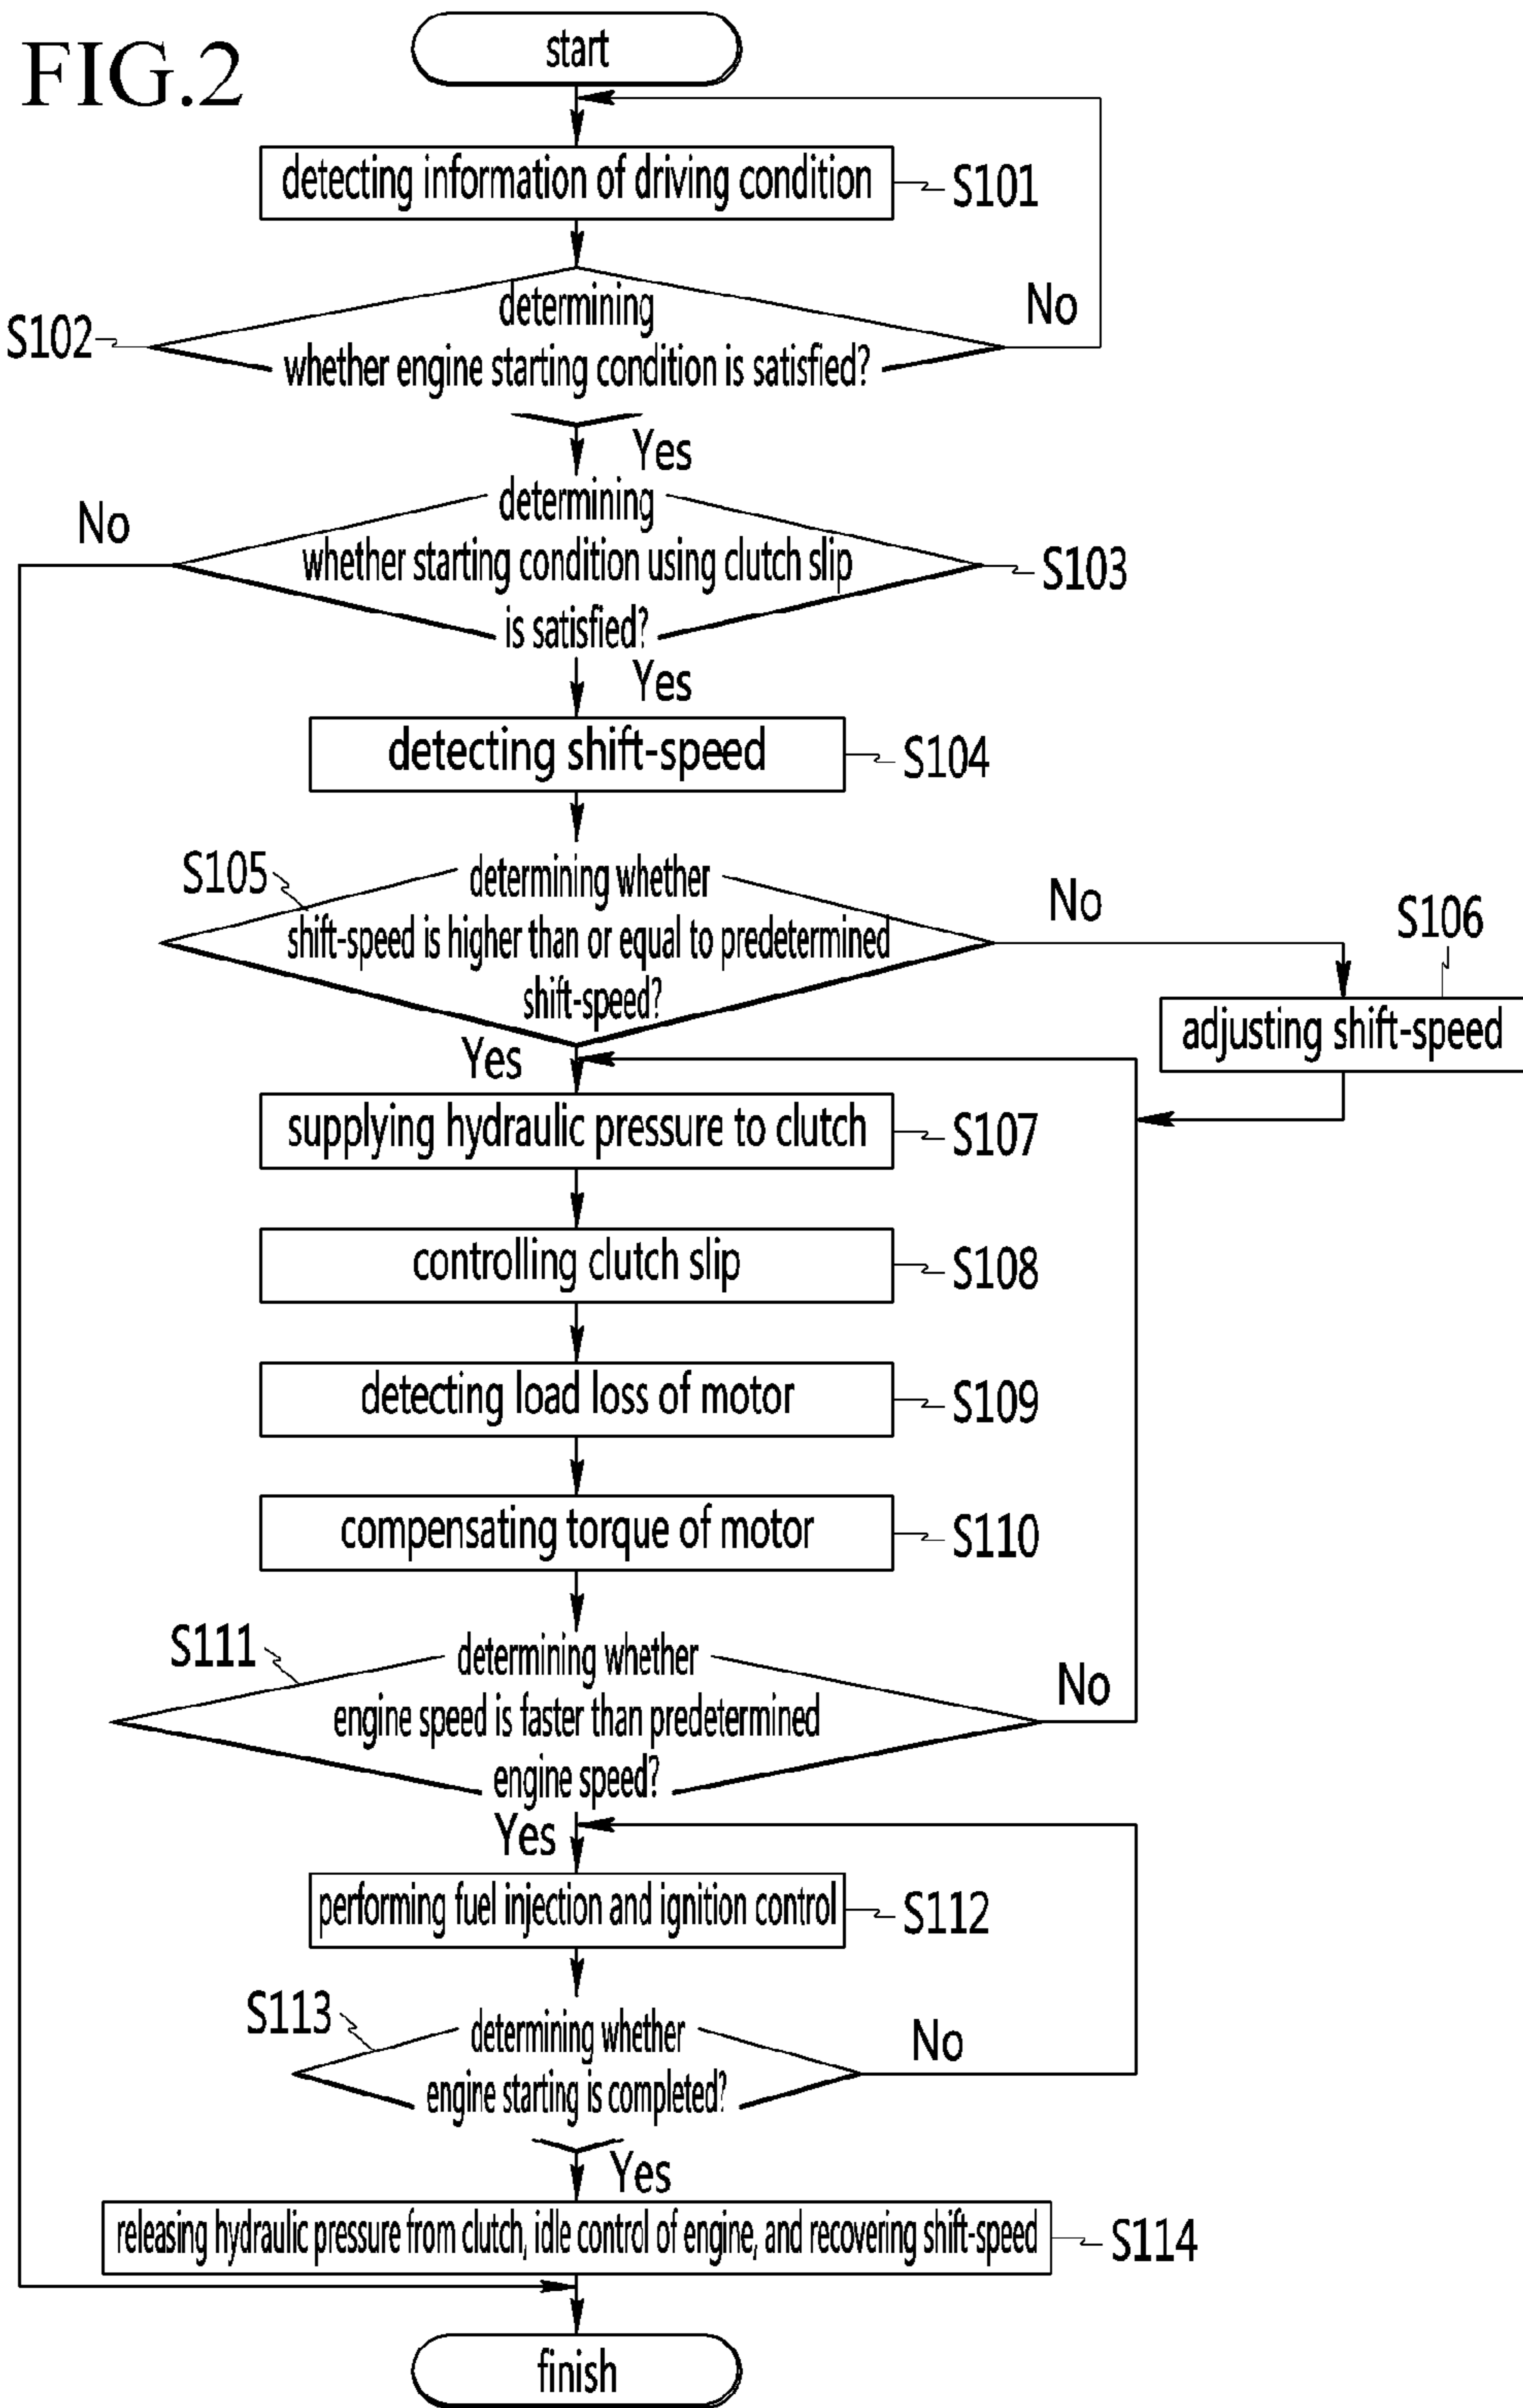 FIG.2
start
detecting information of driving condition
S101
determining
whether engine starting condition is satisfied?
S102
No
Yes
determining
whether starting condition using clutch slip
is satisfied?
No
S103
Yes
detecting shift-speed
S104
S105
determining whether
shift-speed is higher than or equal to predetermined
shift-speed?
No
S106
adjusting shift-speed
Yes
supplying hydraulic pressure to clutch
S107
controlling clutch slip
S108
detecting load loss of motor
S109
compensating torque of motor
S110
S111
determining whether
engine speed is faster than predetermined
engine speed?
No
Yes
performing fuel injection and ignition control
S112
S113
determining whether
engine starting is completed?
No
Yes
releasing hydraulic pressure from clutch, idle control of engine, and recovering shift-speed
S114
finish